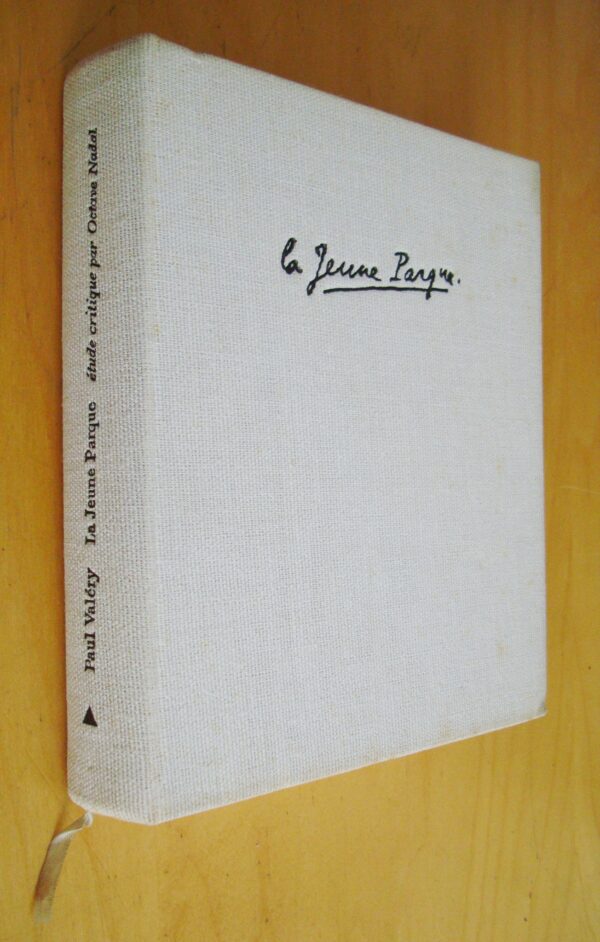 la Jeune Parque.
Paul Valéry La Jeune Parque étude critique par Octave Nadal